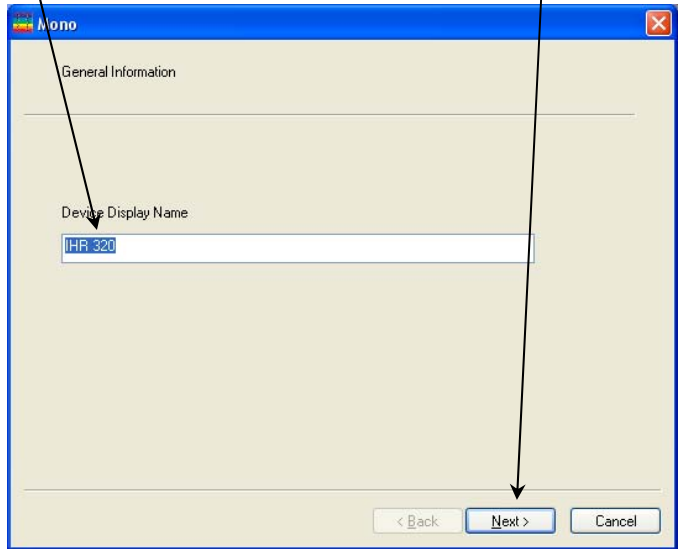 Mono
General Information
Device Display Name
IHR 320
< Back Next > Cancel